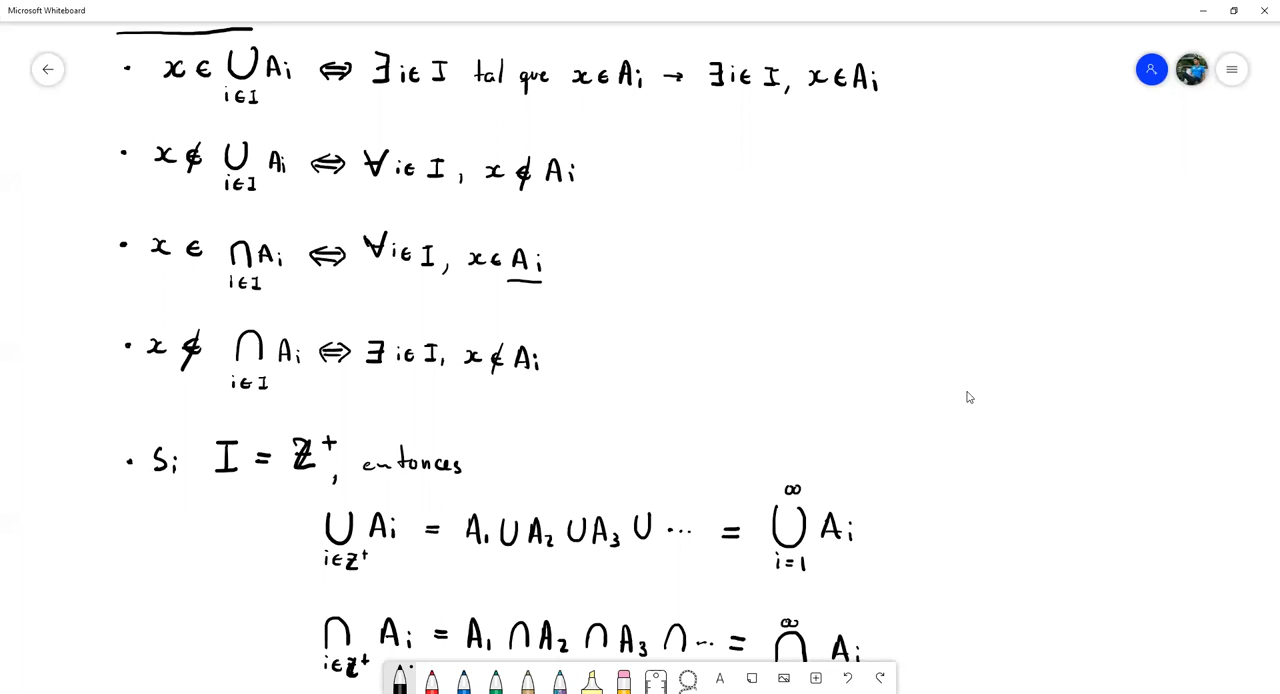 Microsoft Whiteboard
• x ∈ ⋃_{i∈I} Ai ⇔ ∃ i∈I tal que x∈Ai → ∃ i∈I, x∈Ai
• x ∉ ⋃_{i∈I} Ai ⇔ ∀ i∈I, x∉Ai
• x ∈ ⋂_{i∈I} Ai ⇔ ∀ i∈I, x∈Ai
• x ∉ ⋂_{i∈I} Ai ⇔ ∃ i∈I, x∉Ai
• Si I = ℤ⁺, entonces
⋃_{i∈ℤ⁺} Ai = A₁ ∪ A₂ ∪ A₃ ∪ ⋯ = ⋃_{i=1}^{∞} Ai
⋂_{i∈ℤ⁺} Ai = A₁ ∩ A₂ ∩ A₃ ∩ ⋯ = ⋂^{∞} Ai
A